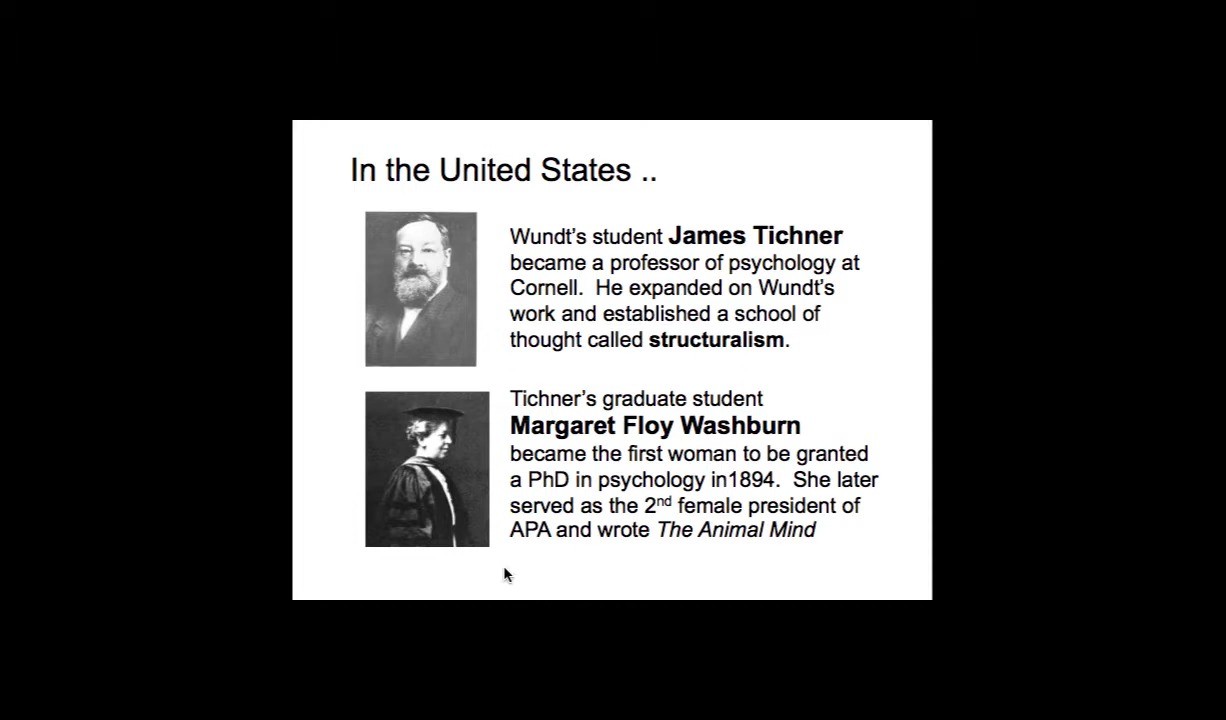 In the United States ..
Wundt's student James Tichner
became a professor of psychology at
Cornell. He expanded on Wundt's
work and established a school of
thought called structuralism.
Tichner's graduate student
Margaret Floy Washburn
became the first woman to be granted
a PhD in psychology in1894. She later
served as the 2nd female president of
APA and wrote The Animal Mind